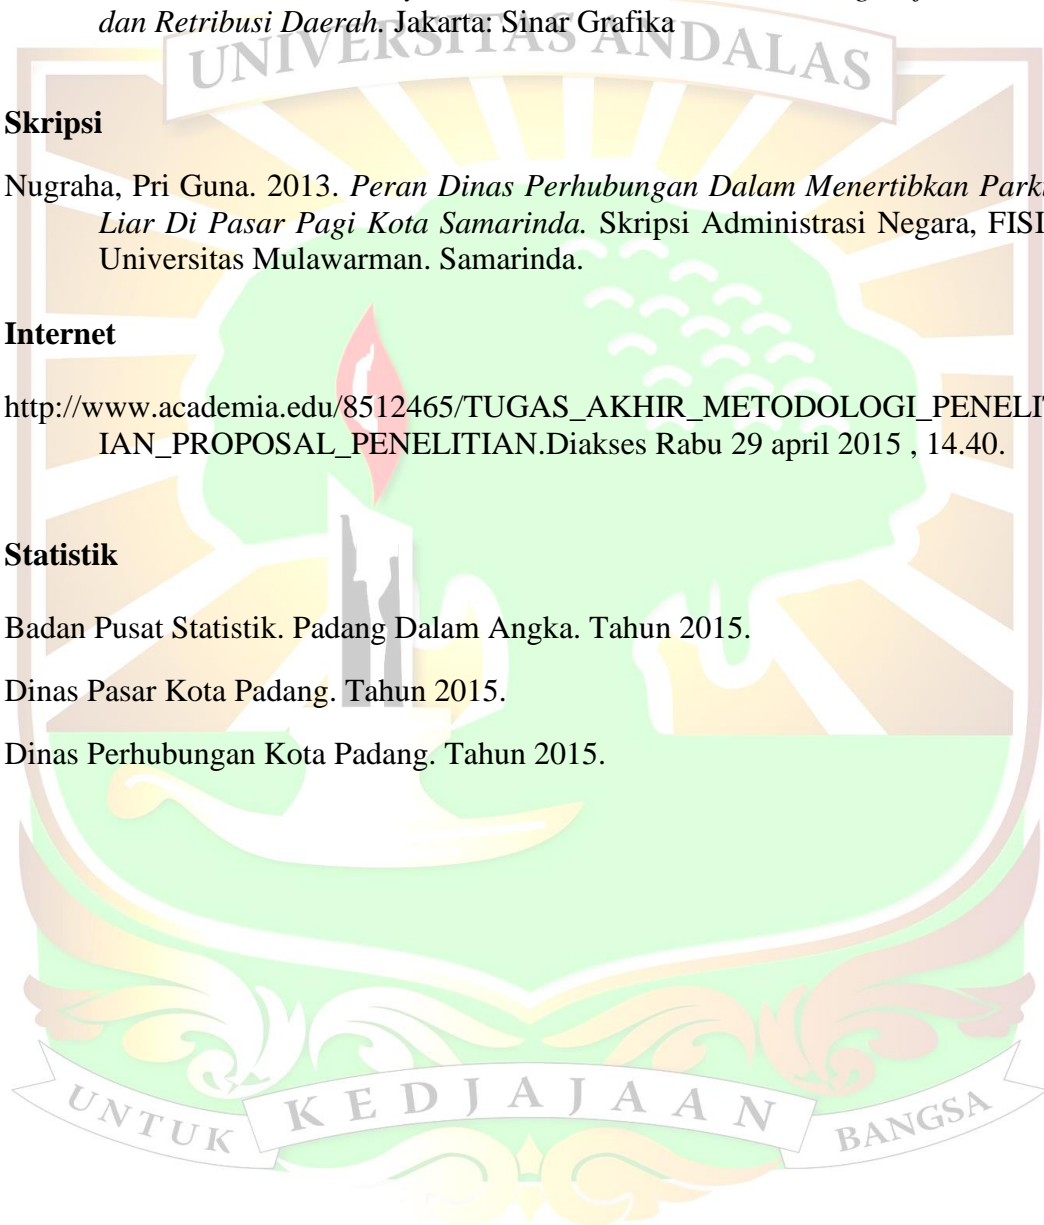 dan Retribusi Daerah. Jakarta: Sinar Grafika
UNIVERSITAS ANDALAS
Skripsi
Nugraha, Pri Guna. 2013. Peran Dinas Perhubungan Dalam Menertibkan
Liar Di Pasar Pagi Kota Samarinda. Skripsi Administrasi Negara,
Universitas Mulawarman. Samarinda.
Internet
http://www.academia.edu/8512465/TUGAS_AKHIR_METODOLOGI_PENELIT
IAN_PROPOSAL_PENELITIAN.Diakses Rabu 29 april 2015 , 14.40.
Statistik
Badan Pusat Statistik. Padang Dalam Angka. Tahun 2015.
Dinas Pasar Kota Padang. Tahun 2015.
Dinas Perhubungan Kota Padang. Tahun 2015.
UNTUK KEDJAJAAN BANGSA